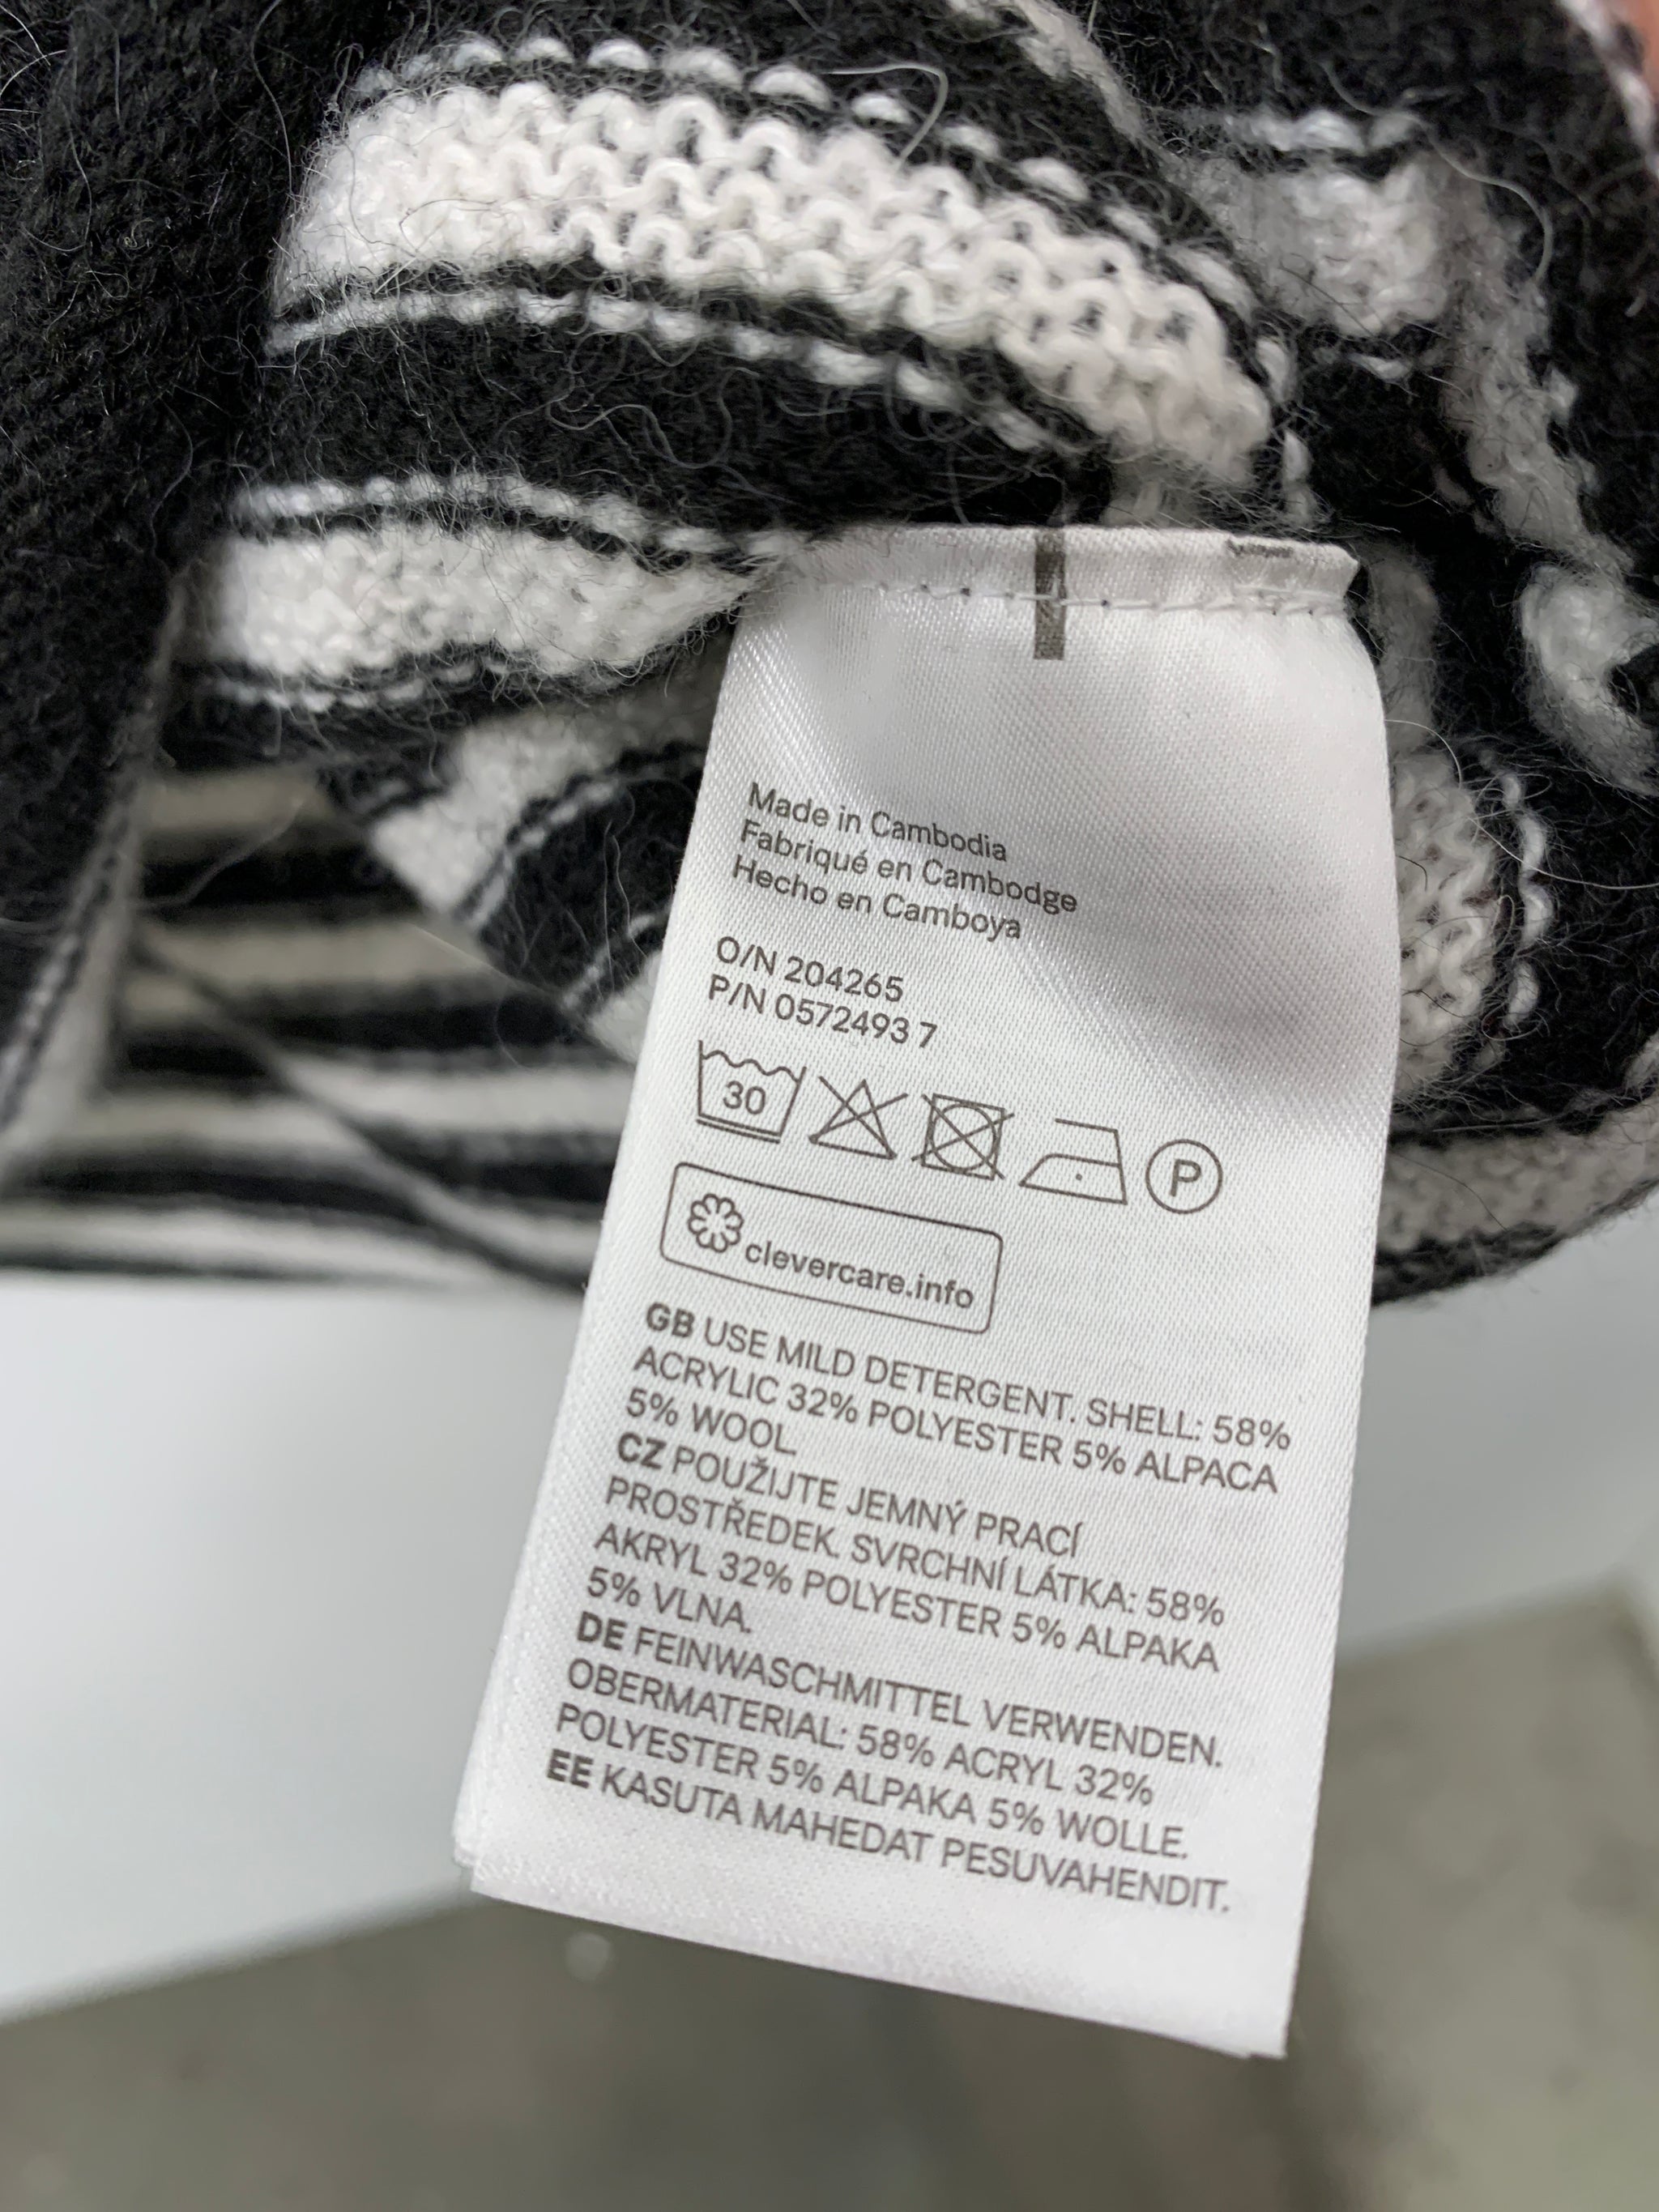 Made in Cambodia
Fabriqué en Cambodge
Hecho en Camboya
O/N 204265
P/N 0572493 7
30
P
clevercare.info
GB USE MILD DETERGENT. SHELL: 58%
ACRYLIC 32% POLYESTER 5% ALPACA
5% WOOL
CZ POUŽIJTE JEMNÝ PRACÍ
PROSTŘEDEK. SVRCHNÍ LÁTKA: 58%
AKRYL 32% POLYESTER 5% ALPAKA
5% VLNA.
DE FEINWASCHMITTEL VERWENDEN.
OBERMATERIAL: 58% ACRYL 32%
POLYESTER 5% ALPAKA 5% WOLLE.
EE KASUTA MAHEDAT PESUVAHENDIT.